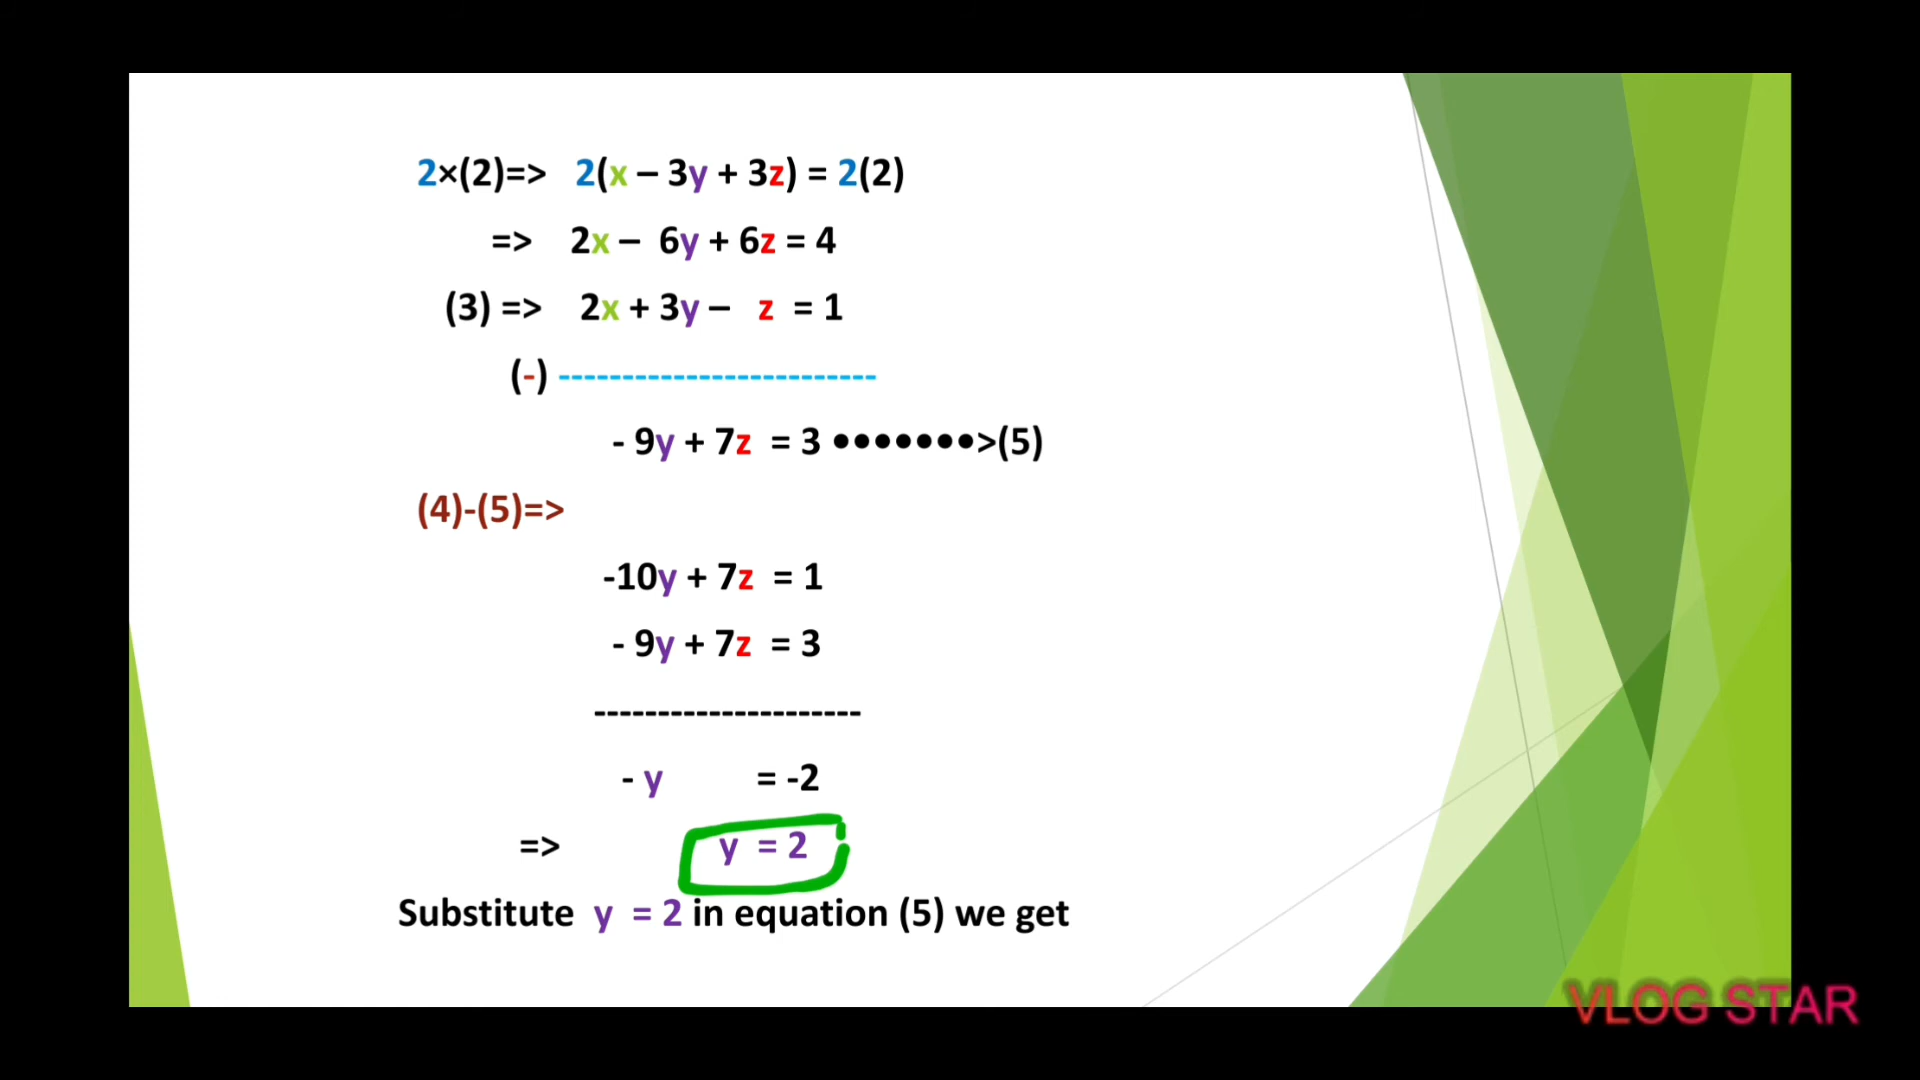 2×(2)=> 2(x – 3y + 3z) = 2(2)
=> 2x – 6y + 6z = 4
(3) => 2x + 3y – z = 1
(-) -------------------------
- 9y + 7z = 3 •••••••>(5)
(4)-(5)=>
-10y + 7z = 1
- 9y + 7z = 3
---------------------
- y = -2
=> y = 2
Substitute y = 2 in equation (5) we get
VLOG STAR